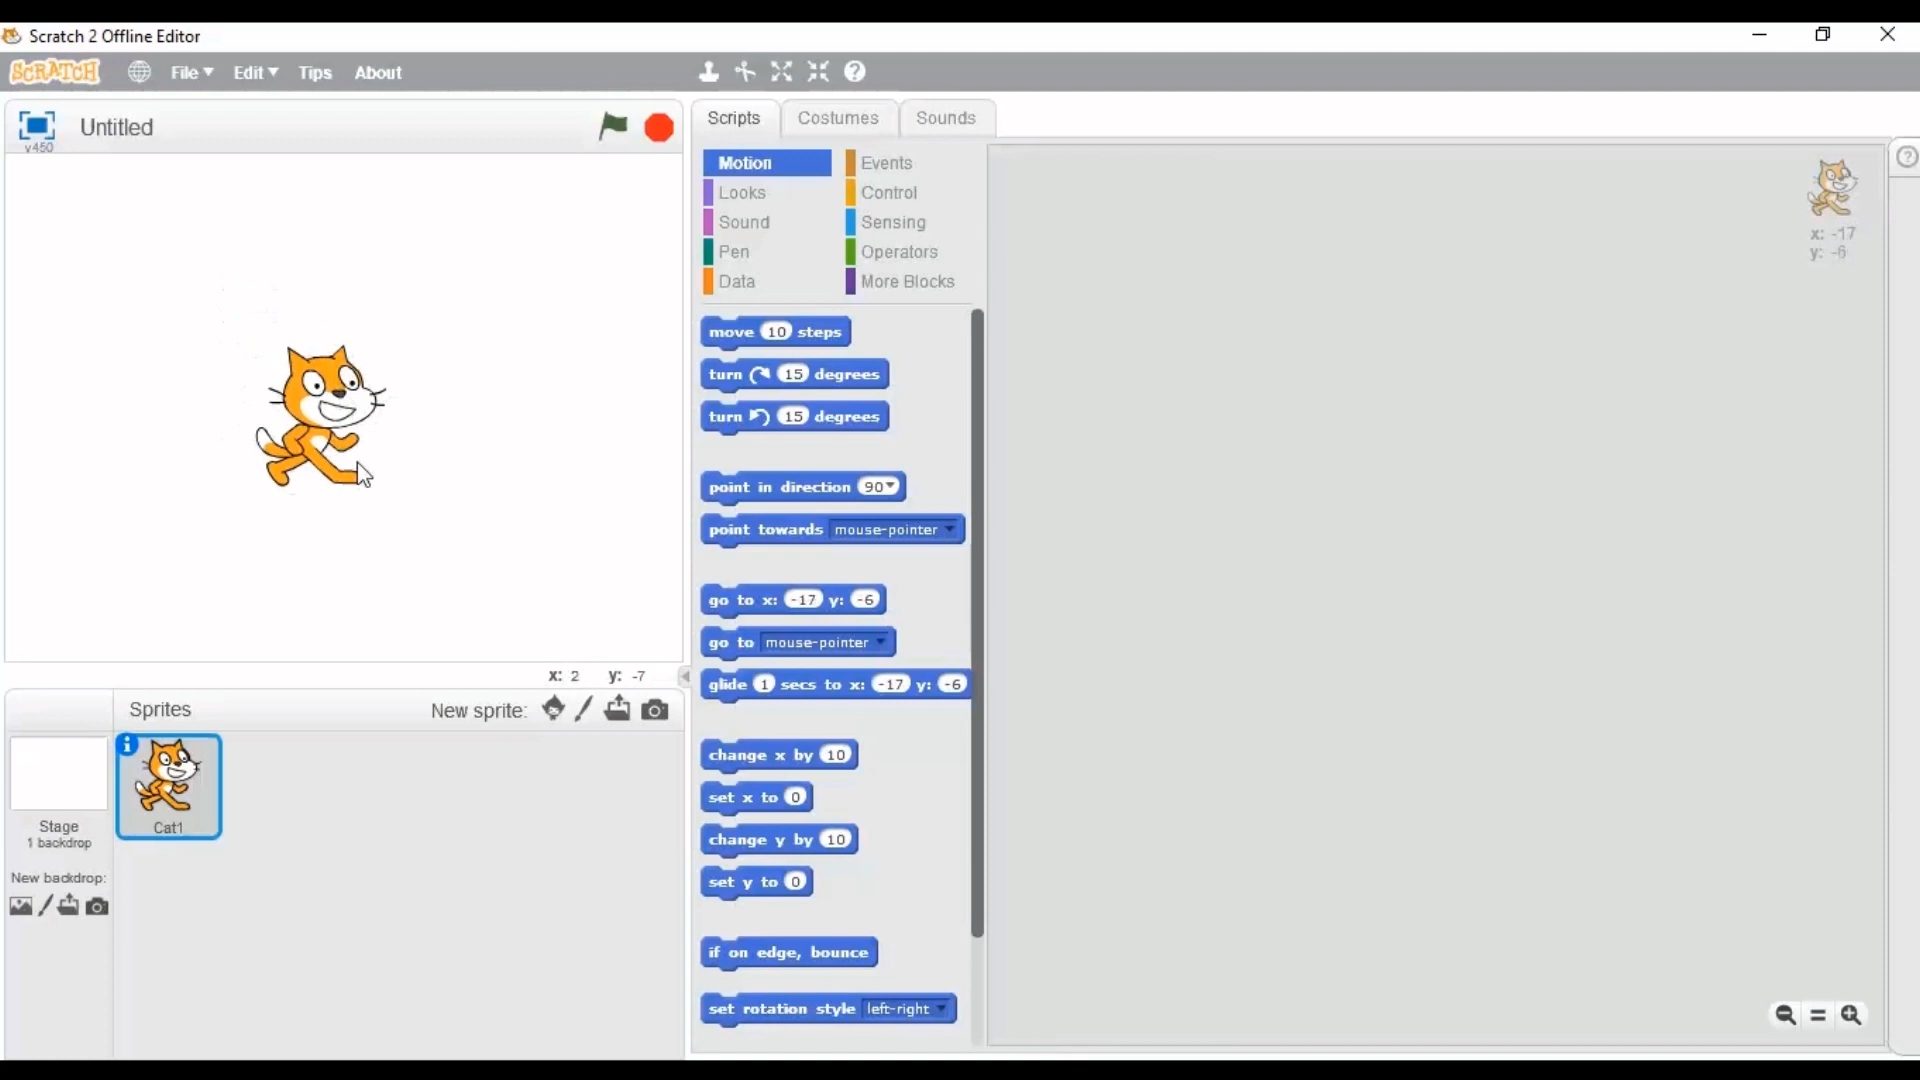 Scratch 2 Offline Editor
SCRATCH File Edit Tips About
v450 Untitled
Scripts Costumes Sounds
Motion Events
Looks Control
Sound Sensing
Pen Operators
Data More Blocks
x: -17
y: -6
move 10 steps
turn 15 degrees
turn 15 degrees
point in direction 90
point towards mouse-pointer
go to x: -17 y: -6
go to mouse-pointer
glide 1 secs to x: -17 y: -6
change x by 10
set x to 0
change y by 10
set y to 0
if on edge, bounce
set rotation style left-right
x: 2 y: -7
Sprites New sprite:
Cat1
Stage
1 backdrop
New backdrop: